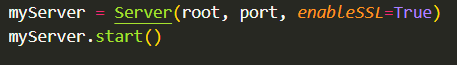 myServer = Server(root, port, enableSSL=True)
myServer.start()